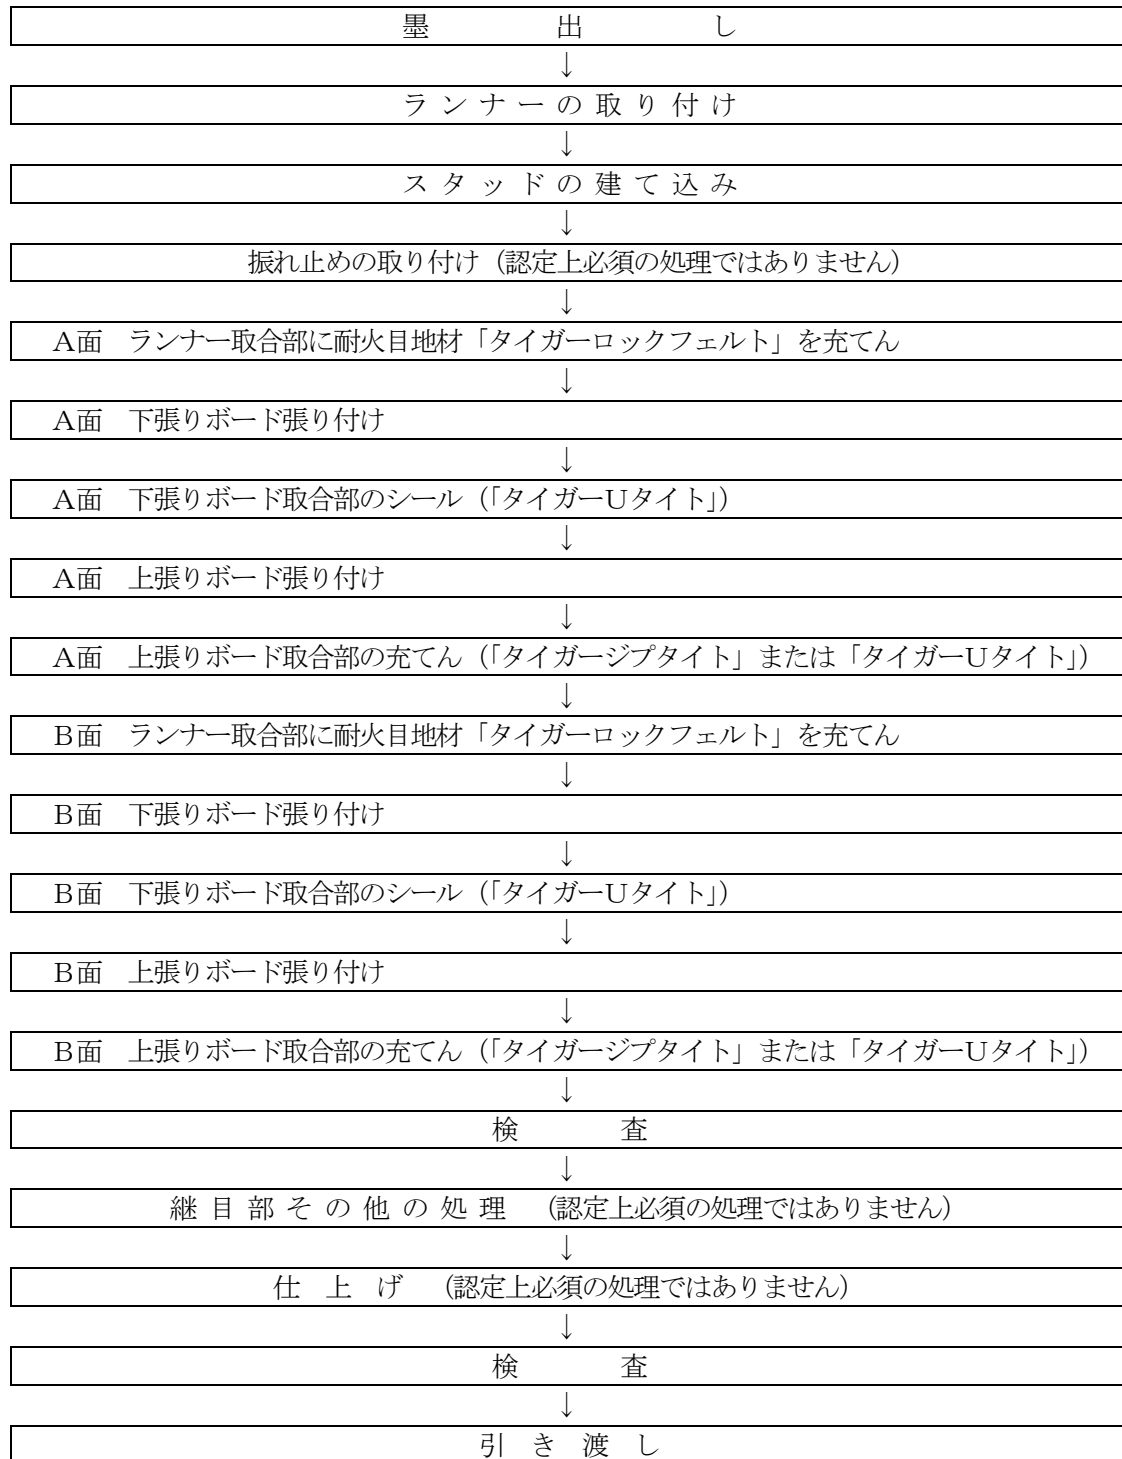 墨出し
↓
ランナーの取り付け
↓
スタッドの建て込み
↓
振れ止めの取り付け（認定上必須の処理ではありません）
↓
Ａ面　ランナー取合部に耐火目地材「タイガーロックフェルト」を充てん
↓
Ａ面　下張りボード張り付け
↓
Ａ面　下張りボード取合部のシール（「タイガーＵタイト」）
↓
Ａ面　上張りボード張り付け
↓
Ａ面　上張りボード取合部の充てん（「タイガージプタイト」または「タイガーＵタイト」）
↓
Ｂ面　ランナー取合部に耐火目地材「タイガーロックフェルト」を充てん
↓
Ｂ面　下張りボード張り付け
↓
Ｂ面　下張りボード取合部のシール（「タイガーＵタイト」）
↓
Ｂ面　上張りボード張り付け
↓
Ｂ面　上張りボード取合部の充てん（「タイガージプタイト」または「タイガーＵタイト」）
↓
検査
↓
継目部その他の処理　（認定上必須の処理ではありません）
↓
仕上げ　（認定上必須の処理ではありません）
↓
検査
↓
引き渡し